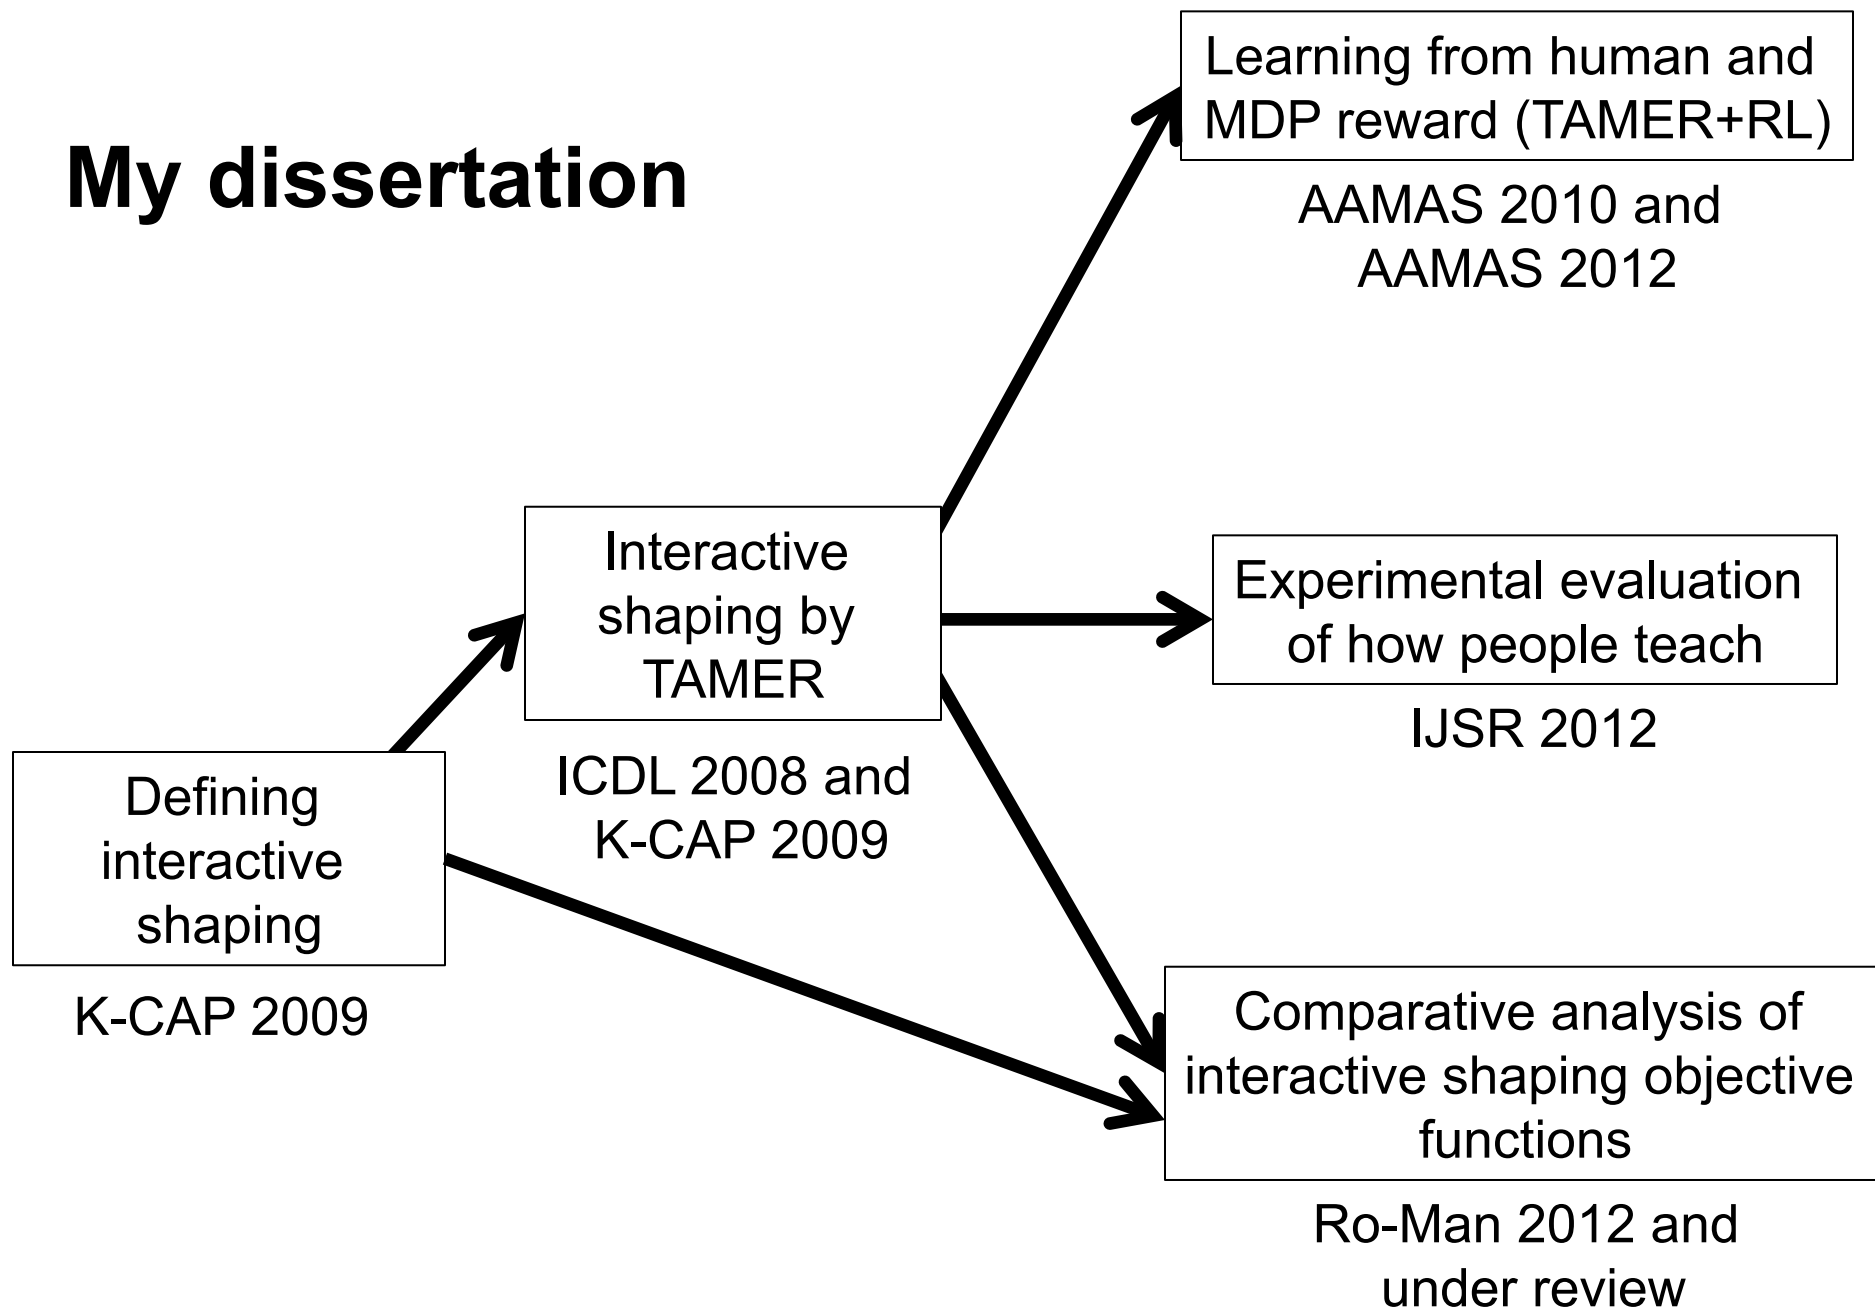 My dissertation
Learning from human and
MDP reward (TAMER+RL)
AAMAS 2010 and
AAMAS 2012
Interactive
shaping by
TAMER
ICDL 2008 and
K-CAP 2009
Experimental evaluation
of how people teach
IJSR 2012
Defining
interactive
shaping
K-CAP 2009
Comparative analysis of
interactive shaping objective
functions
Ro-Man 2012 and
under review